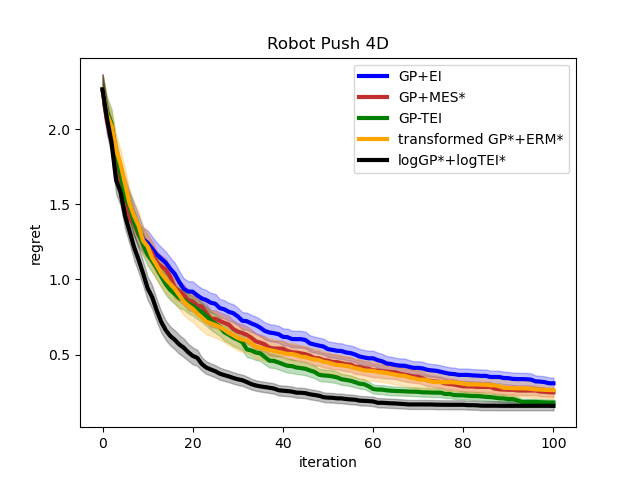 Robot Push 4D
GP+EI
GP+MES*
GP-TEI
transformed GP*+ERM*
logGP*+logTEI*
regret
2.0
1.5
1.0
0.5
0
20
40
60
80
100
iteration